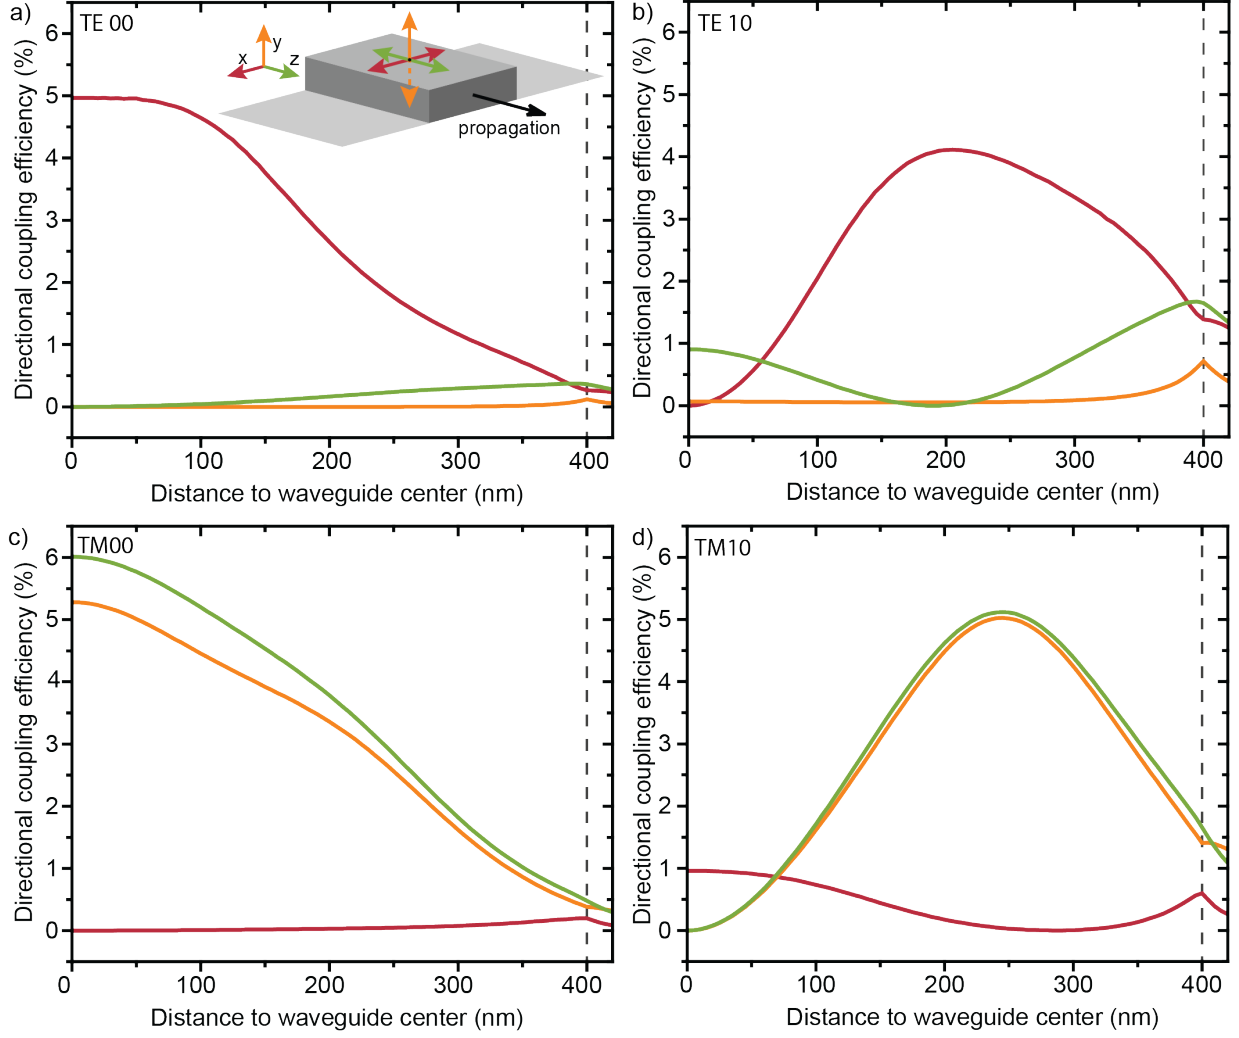 a)
TE 00
x
y
z
propagation
Directional coupling efficiency (%)
6
5
4
3
2
1
0
0 100 200 300 400
Distance to waveguide center (nm)
b)
TE 10
Directional coupling efficiency (%)
6
5
4
3
2
1
0
0 100 200 300 400
Distance to waveguide center (nm)
c)
TM00
Directional coupling efficiency (%)
6
5
4
3
2
1
0
0 100 200 300 400
Distance to waveguide center (nm)
d)
TM10
Directional coupling efficiency (%)
6
5
4
3
2
1
0
0 100 200 300 400
Distance to waveguide center (nm)